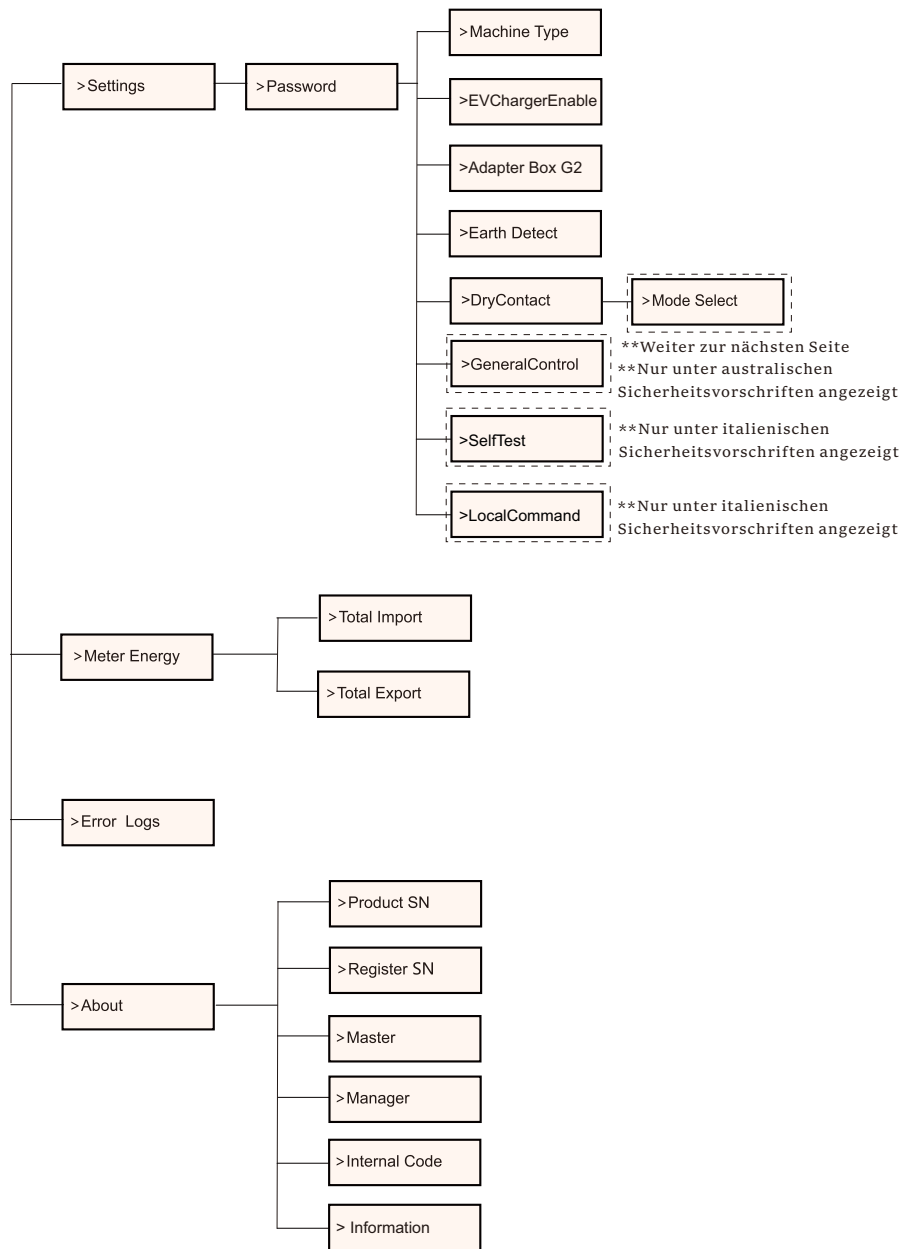 >Machine Type
>Settings
>Password
>EVChargerEnable
>Adapter Box G2
>Earth Detect
>DryContact
>Mode Select
**Weiter zur nächsten Seite
>GeneralControl
**Nur unter australischen
Sicherheitsvorschriften angezeigt
>SelfTest
**Nur unter italienischen
Sicherheitsvorschriften angezeigt
>LocalCommand
**Nur unter italienischen
Sicherheitsvorschriften angezeigt
>Total Import
>Meter Energy
>Total Export
>Error Logs
>Product SN
>Register SN
>About
>Master
>Manager
>Internal Code
> Information